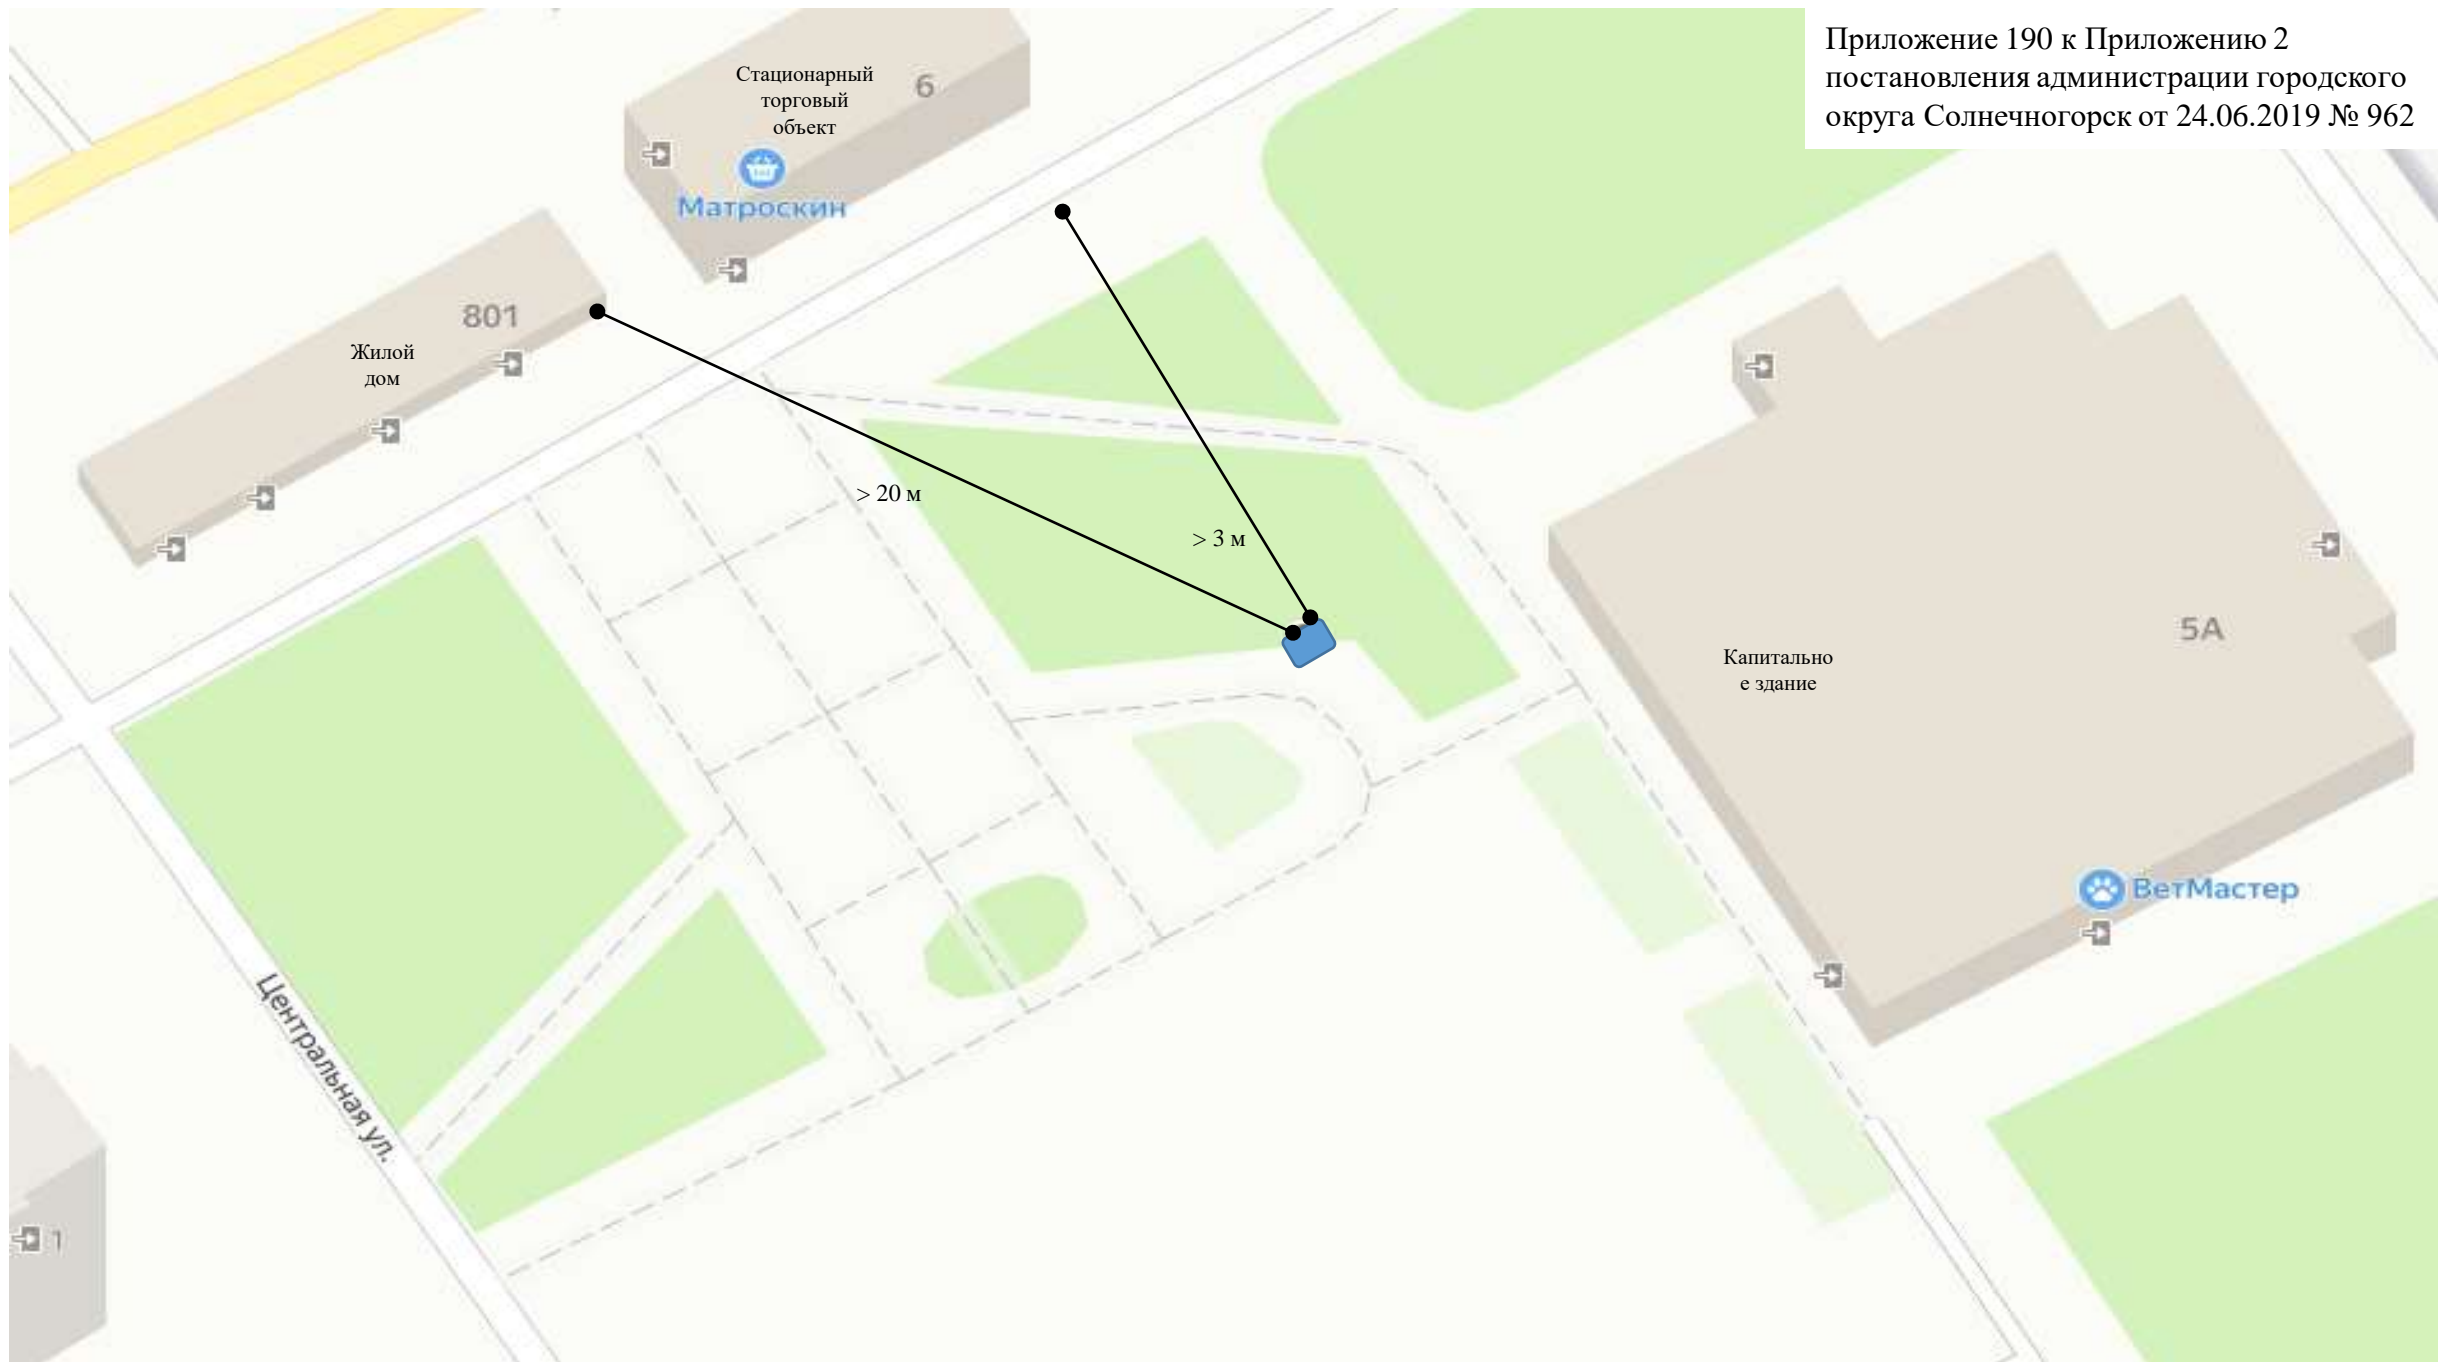 Приложение 190 к Приложению 2
постановления администрации городского
округа Солнечногорск от 24.06.2019 № 962
Стационарный
торговый
объект
6
Матроскин
801
Жилой
дом
> 20 м
> 3 м
5А
Капитально
е здание
ВетМастер
Центральная ул.
1